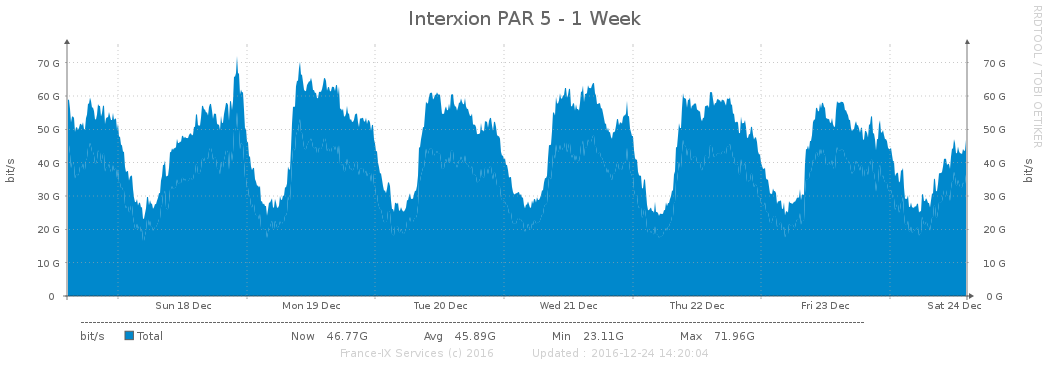 Interxion PAR 5 - 1 Week
RRDTOOL / TOBI OETIKER
bit/s
bit/s
70 G 70 G
60 G 60 G
50 G 50 G
40 G 40 G
30 G 30 G
20 G 20 G
10 G 10 G
0 0 G
Sun 18 Dec Mon 19 Dec Tue 20 Dec Wed 21 Dec Thu 22 Dec Fri 23 Dec Sat 24 Dec
bit/s Total Now 46.77G Avg 45.89G Min 23.11G Max 71.96G
France-IX Services (c) 2016 Updated : 2016-12-24 14:20:04